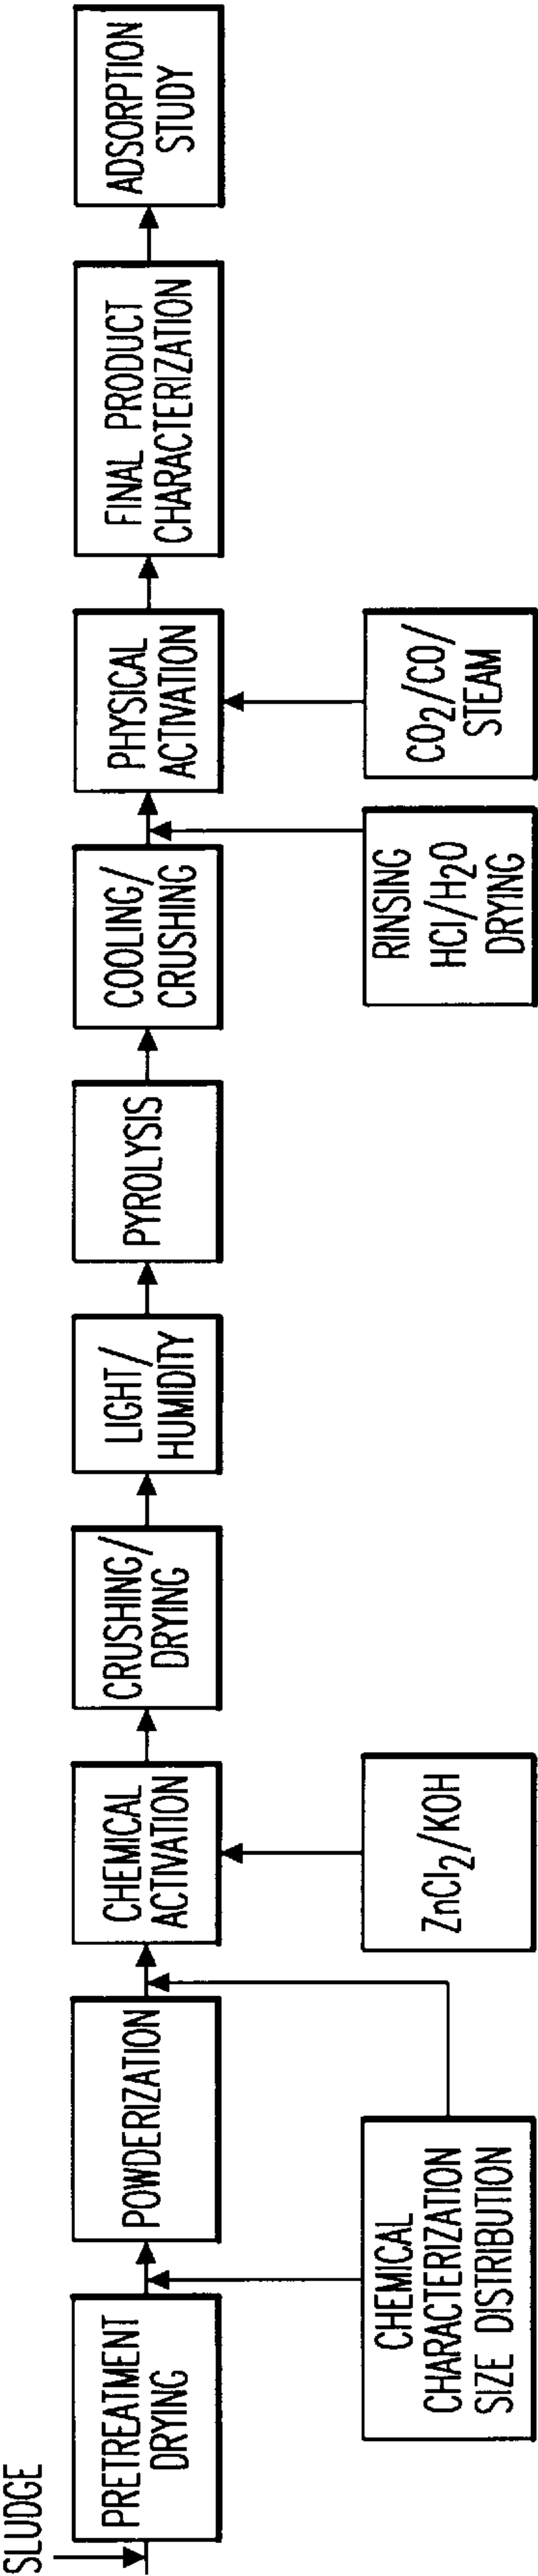 SLUDGE
PRETREATMENT
DRYING
POWDERIZATION
CHEMICAL
ACTIVATION
CRUSHING/
DRYING
LIGHT/
HUMIDITY
PYROLYSIS
COOLING/
CRUSHING
PHYSICAL
ACTIVATION
FINAL PRODUCT
CHARACTERIZATION
ADSORPTION
STUDY
CHEMICAL
CHARACTERIZATION
SIZE DISTRIBUTION
ZnCl2/KOH
RINSING
HCl/H2O
DRYING
CO2/CO/
STEAM